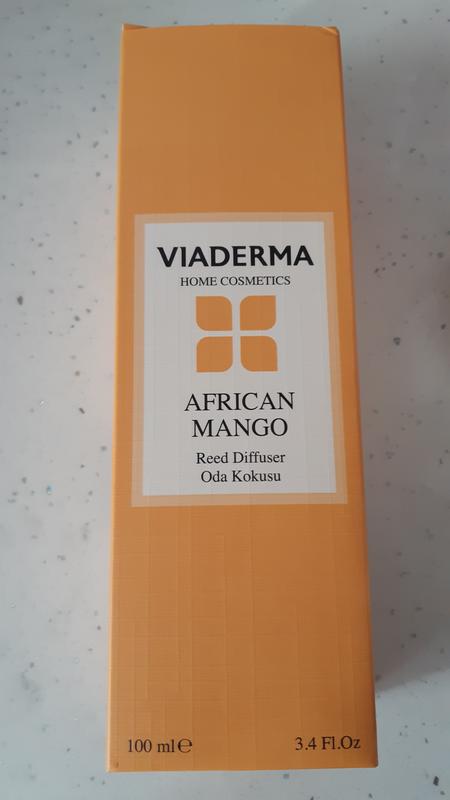 VIADERMA
HOME COSMETICS
AFRICAN
MANGO
Reed Diffuser
Oda Kokusu
100 ml℮
3.4 Fl.Oz